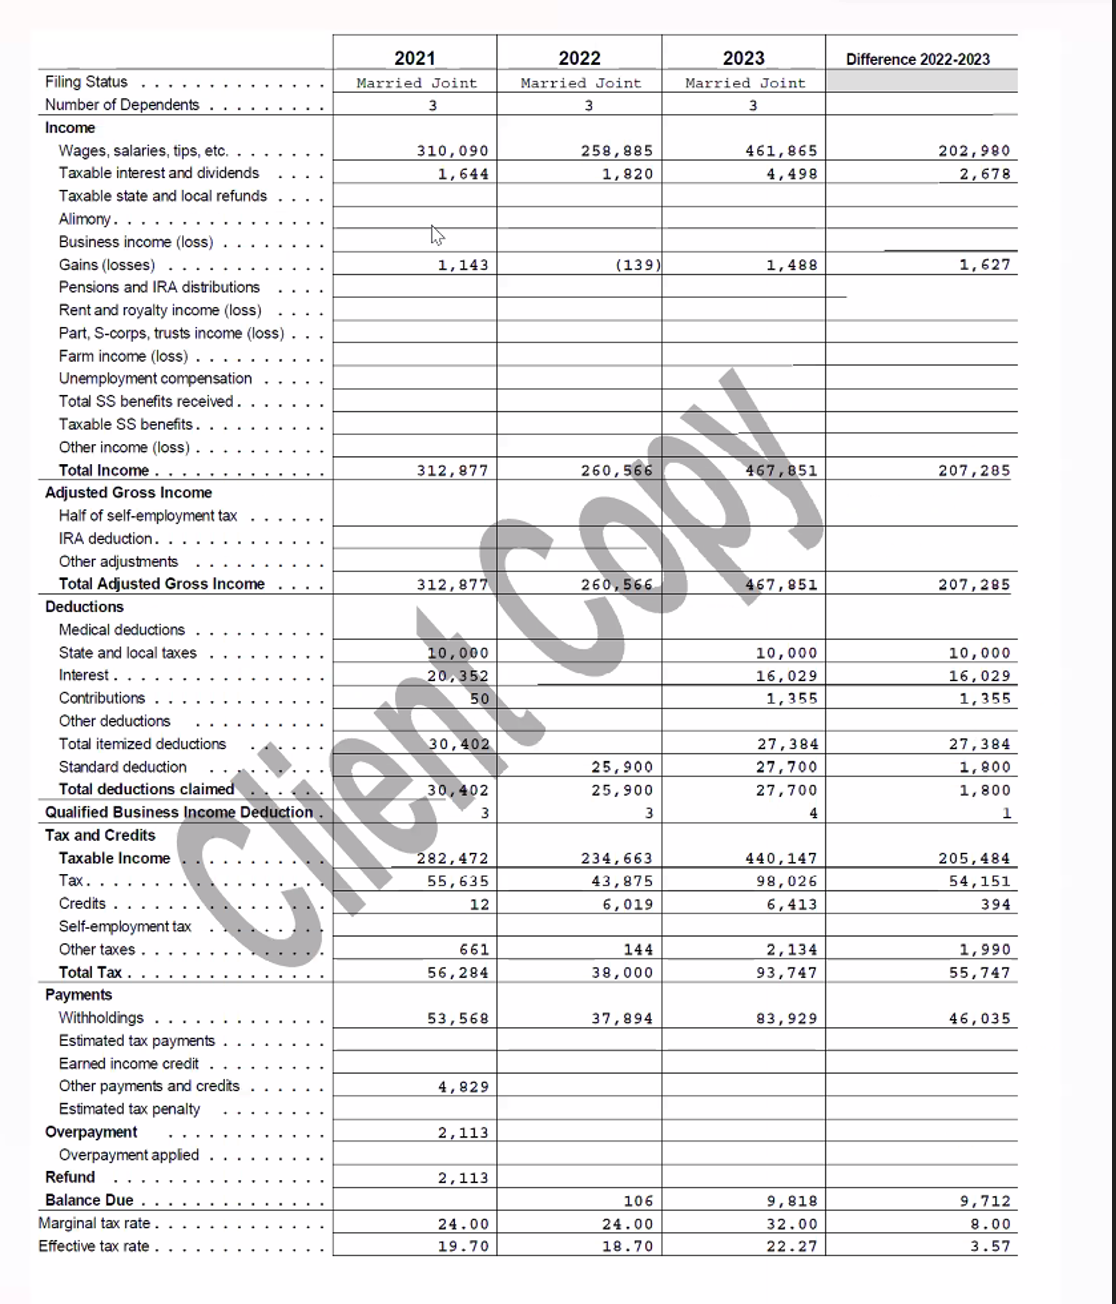 2021 2022 2023 Difference 2022-2023
Filing Status . . . . . . . . . . . . . . Married Joint Married Joint Married Joint
Number of Dependents . . . . . . . . . 3 3 3
Income
Wages, salaries, tips, etc. . . . . . . . 310,090 258,885 461,865 202,980
Taxable interest and dividends . . . . 1,644 1,820 4,498 2,678
Taxable state and local refunds . . . .
Alimony . . . . . . . . . . . . . . . .
Business income (loss) . . . . . . . .
Gains (losses) . . . . . . . . . . . . 1,143 (139) 1,488 1,627
Pensions and IRA distributions . . . .
Rent and royalty income (loss) . . . .
Part, S-corps, trusts income (loss) . . .
Farm income (loss) . . . . . . . . . .
Unemployment compensation . . . . .
Total SS benefits received . . . . . . .
Taxable SS benefits . . . . . . . . . .
Other income (loss) . . . . . . . . . .
Total Income . . . . . . . . . . . . . 312,877 260,566 467,851 207,285
Adjusted Gross Income
Half of self-employment tax . . . . . .
IRA deduction . . . . . . . . . . . . .
Other adjustments . . . . . . . . . .
Total Adjusted Gross Income . . . . 312,877 260,566 467,851 207,285
Deductions
Medical deductions . . . . . . . . . .
State and local taxes . . . . . . . . . 10,000 10,000 10,000
Interest . . . . . . . . . . . . . . . . 20,352 16,029 16,029
Contributions . . . . . . . . . . . . . 50 1,355 1,355
Other deductions . . . . . . . . . .
Total itemized deductions . . . . . . 30,402 27,384 27,384
Standard deduction . . . . . . . . . 25,900 27,700 1,800
Total deductions claimed . . . . . . 30,402 25,900 27,700 1,800
Qualified Business Income Deduction . 3 3 4 1
Tax and Credits
Taxable Income . . . . . . . . . . . 282,472 234,663 440,147 205,484
Tax . . . . . . . . . . . . . . . . . . 55,635 43,875 98,026 54,151
Credits . . . . . . . . . . . . . . . . 12 6,019 6,413 394
Self-employment tax . . . . . . . . .
Other taxes . . . . . . . . . . . . . . 661 144 2,134 1,990
Total Tax . . . . . . . . . . . . . . . 56,284 38,000 93,747 55,747
Payments
Withholdings . . . . . . . . . . . . . 53,568 37,894 83,929 46,035
Estimated tax payments . . . . . . . .
Earned income credit . . . . . . . . .
Other payments and credits . . . . . . 4,829
Estimated tax penalty . . . . . . . .
Overpayment . . . . . . . . . . . . 2,113
Overpayment applied . . . . . . . . .
Refund . . . . . . . . . . . . . . . . 2,113
Balance Due . . . . . . . . . . . . . . 106 9,818 9,712
Marginal tax rate . . . . . . . . . . . . . 24.00 24.00 32.00 8.00
Effective tax rate . . . . . . . . . . . . . 19.70 18.70 22.27 3.57
Client Copy